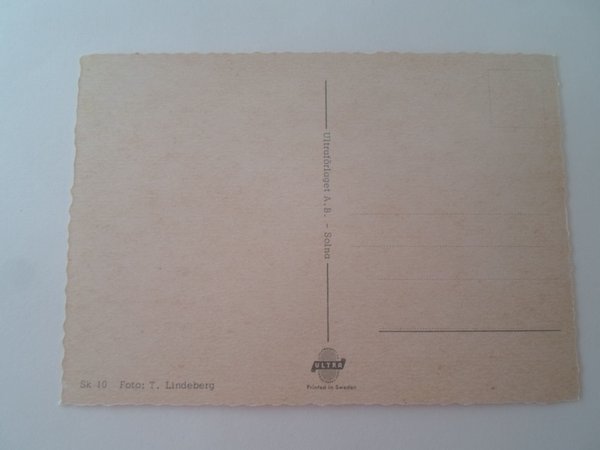 Ultraförlaget A. B. - Solna
Sk 10 Foto: T. Lindeberg
ULTRA
Printed in Sweden